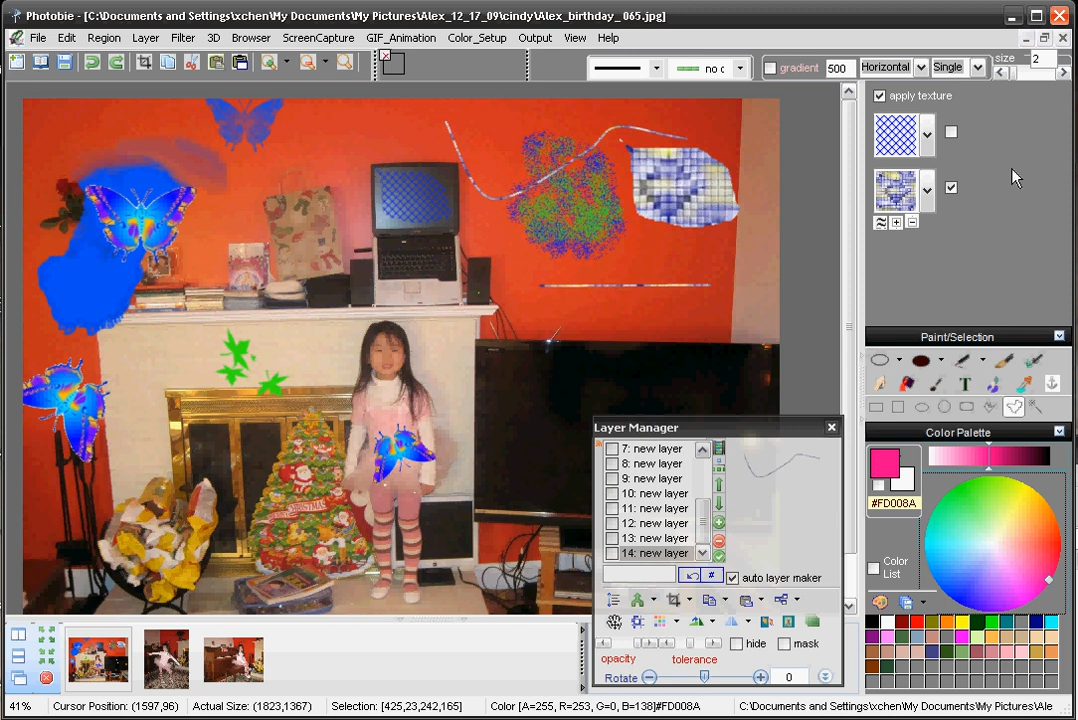 Photobie - [C:\Documents and Settings\xchen\My Documents\My Pictures\Alex_12_17_09\cindy\Alex_birthday_ 065.jpg]
File Edit Region Layer Filter 3D Browser ScreenCapture GIF_Animation Color_Setup Output View Help
no c gradient 500 Horizontal Single size 2
apply texture
CHRISTMAS
Paint/Selection
T
Color Palette
#FD008A
Color
List
Layer Manager
7: new layer
8: new layer
9: new layer
10: new layer
11: new layer
12: new layer
13: new layer
14: new layer
#
auto layer maker
hide mask
opacity tolerance
Rotate 0
41% Cursor Position: (1597,96) Actual Size: (1823,1367) Selection: [425,23,242,165] Color [A=255, R=253, G=0, B=138]#FD008A C:\Documents and Settings\xchen\My Documents\My Pictures\Ale